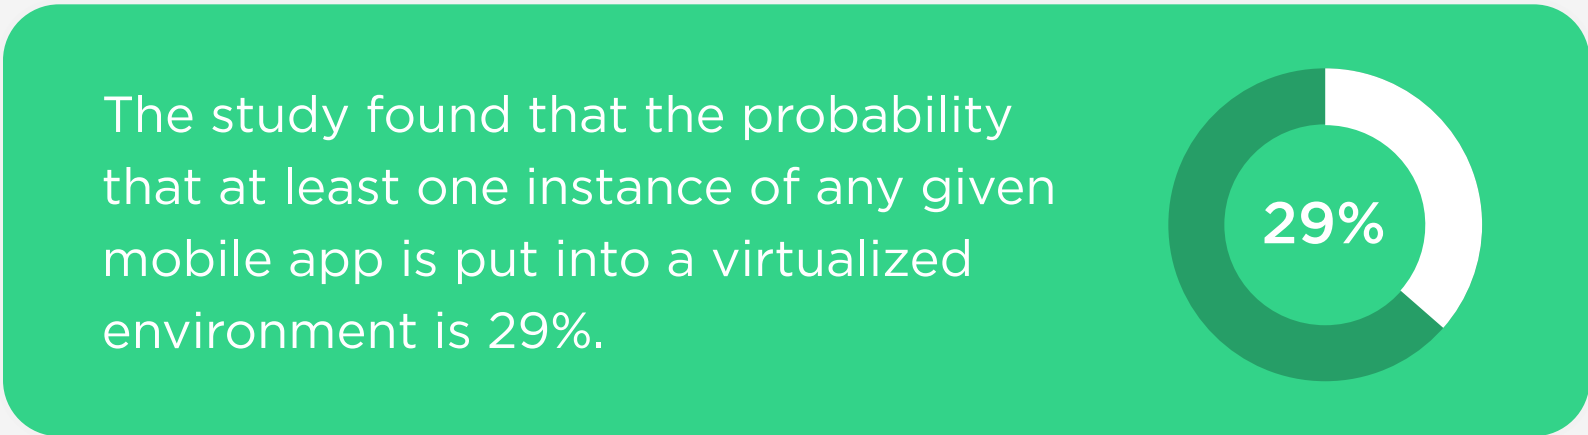 The study found that the probability
that at least one instance of any given
mobile app is put into a virtualized
environment is 29%.
29%